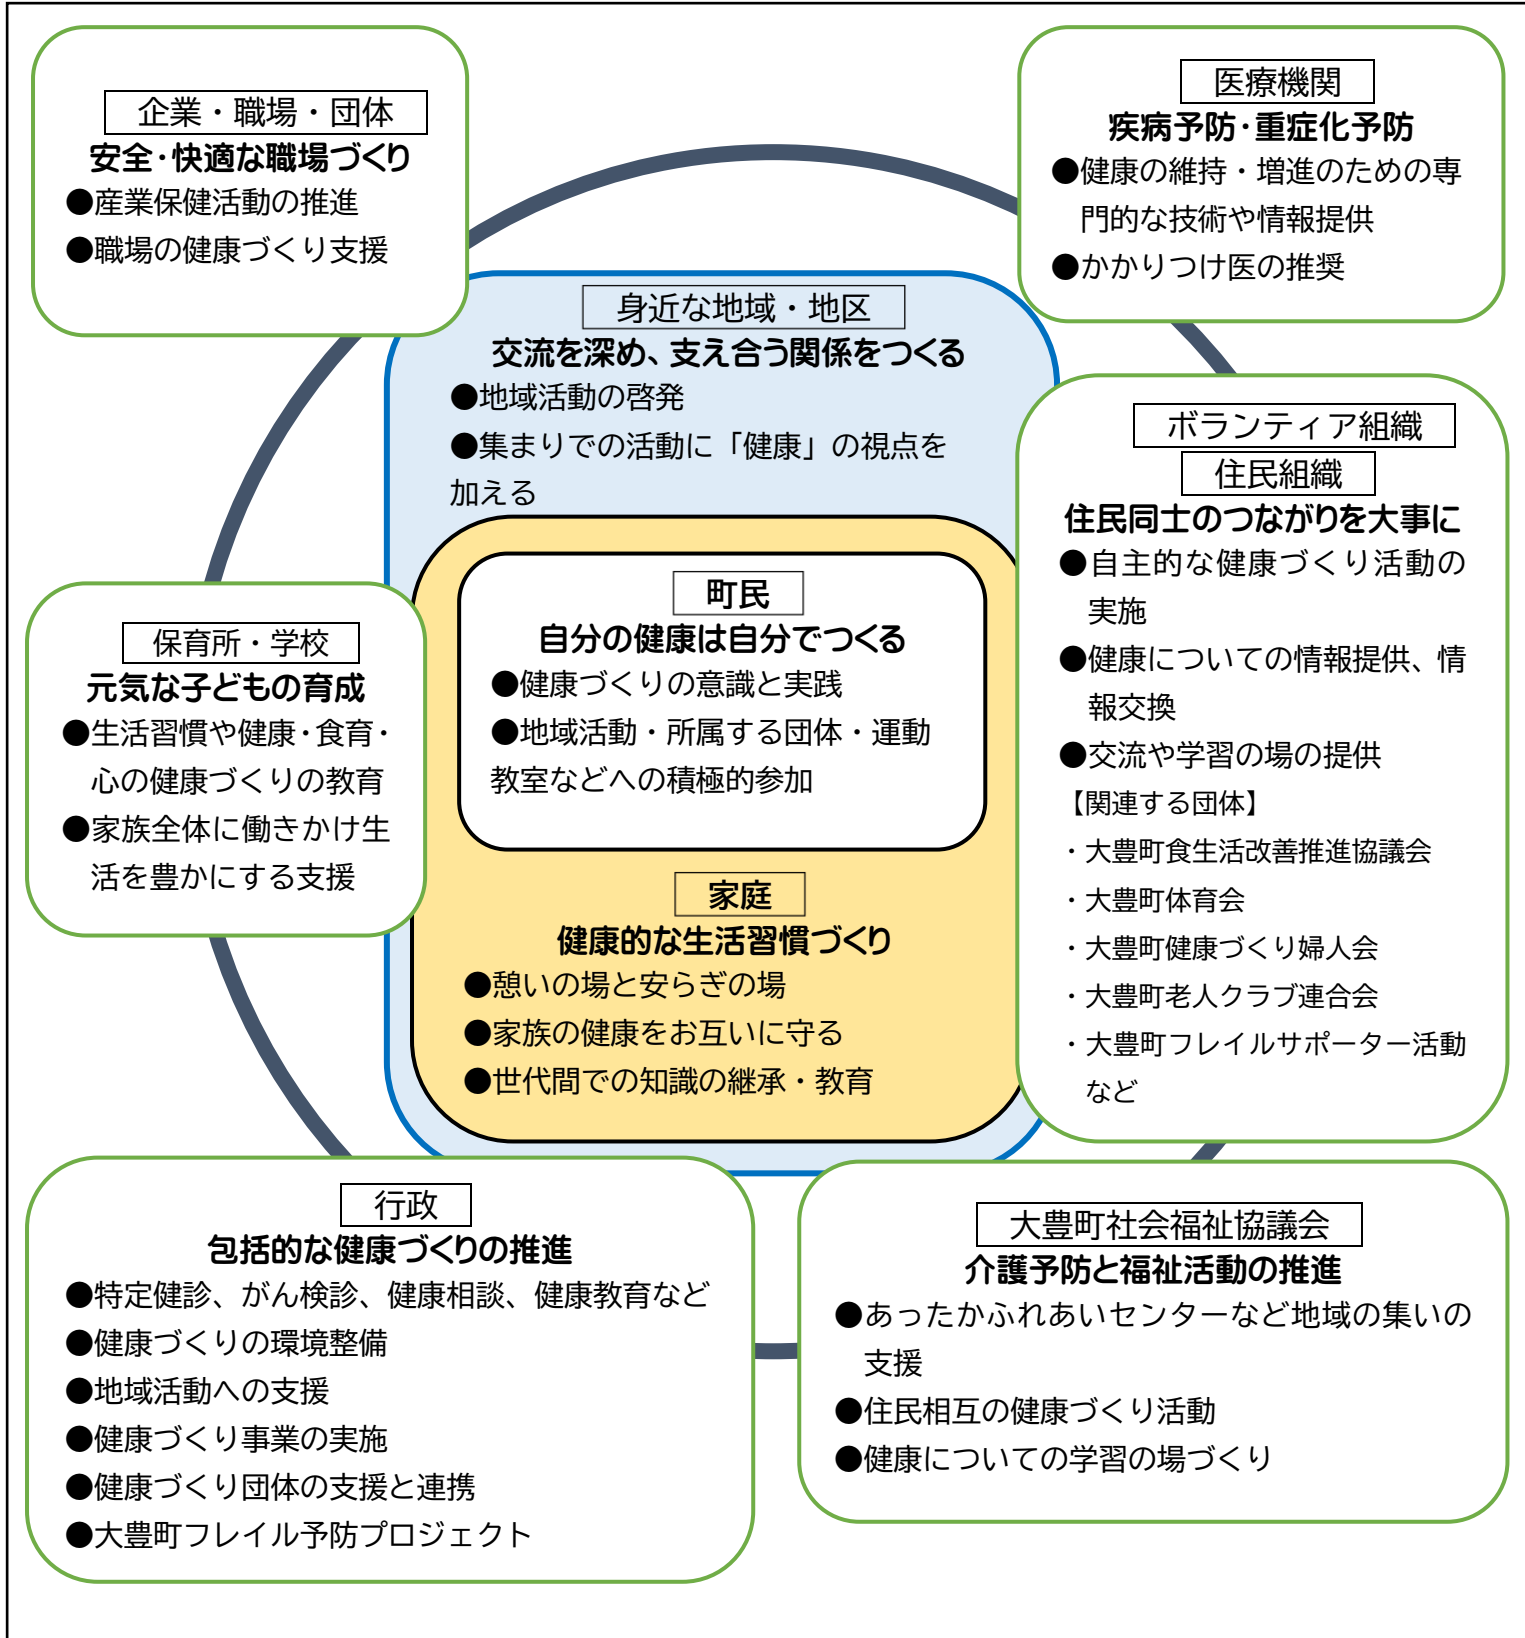 企業・職場・団体
安全・快適な職場づくり
●産業保健活動の推進
●職場の健康づくり支援
医療機関
疾病予防・重症化予防
●健康の維持・増進のための専
門的な技術や情報提供
●かかりつけ医の推奨
身近な地域・地区
交流を深め、支え合う関係をつくる
●地域活動の啓発
●集まりでの活動に「健康」の視点を
加える
ボランティア組織
住民組織
住民同士のつながりを大事に
●自主的な健康づくり活動の
実施
●健康についての情報提供、情
報交換
●交流や学習の場の提供
【関連する団体】
・大豊町食生活改善推進協議会
・大豊町体育会
・大豊町健康づくり婦人会
・大豊町老人クラブ連合会
・大豊町フレイルサポーター活動
など
町民
自分の健康は自分でつくる
●健康づくりの意識と実践
●地域活動・所属する団体・運動
教室などへの積極的参加
保育所・学校
元気な子どもの育成
●生活習慣や健康・食育・
心の健康づくりの教育
●家族全体に働きかけ生
活を豊かにする支援
家庭
健康的な生活習慣づくり
●憩いの場と安らぎの場
●家族の健康をお互いに守る
●世代間での知識の継承・教育
行政
包括的な健康づくりの推進
●特定健診、がん検診、健康相談、健康教育など
●健康づくりの環境整備
●地域活動への支援
●健康づくり事業の実施
●健康づくり団体の支援と連携
●大豊町フレイル予防プロジェクト
大豊町社会福祉協議会
介護予防と福祉活動の推進
●あったかふれあいセンターなど地域の集いの
支援
●住民相互の健康づくり活動
●健康についての学習の場づくり